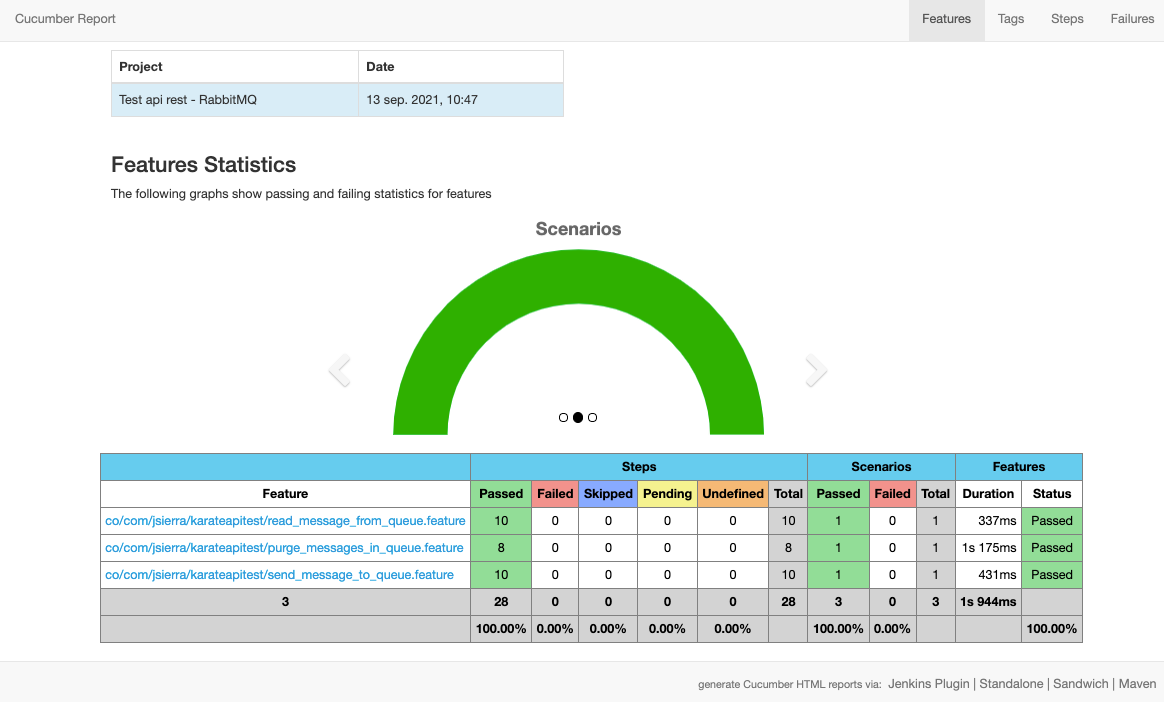 Cucumber Report Features Tags Steps Failures
Project Date
Test api rest - RabbitMQ 13 sep. 2021, 10:47
Features Statistics
The following graphs show passing and failing statistics for features
Scenarios
Steps Scenarios Features
Feature Passed Failed Skipped Pending Undefined Total Passed Failed Total Duration Status
co/com/jsierra/karateapitest/read_message_from_queue.feature 10 0 0 0 0 10 1 0 1 337ms Passed
co/com/jsierra/karateapitest/purge_messages_in_queue.feature 8 0 0 0 0 8 1 0 1 1s 175ms Passed
co/com/jsierra/karateapitest/send_message_to_queue.feature 10 0 0 0 0 10 1 0 1 431ms Passed
3 28 0 0 0 0 28 3 0 3 1s 944ms
100.00% 0.00% 0.00% 0.00% 0.00% 100.00% 0.00% 100.00%
generate Cucumber HTML reports via: Jenkins Plugin | Standalone | Sandwich | Maven